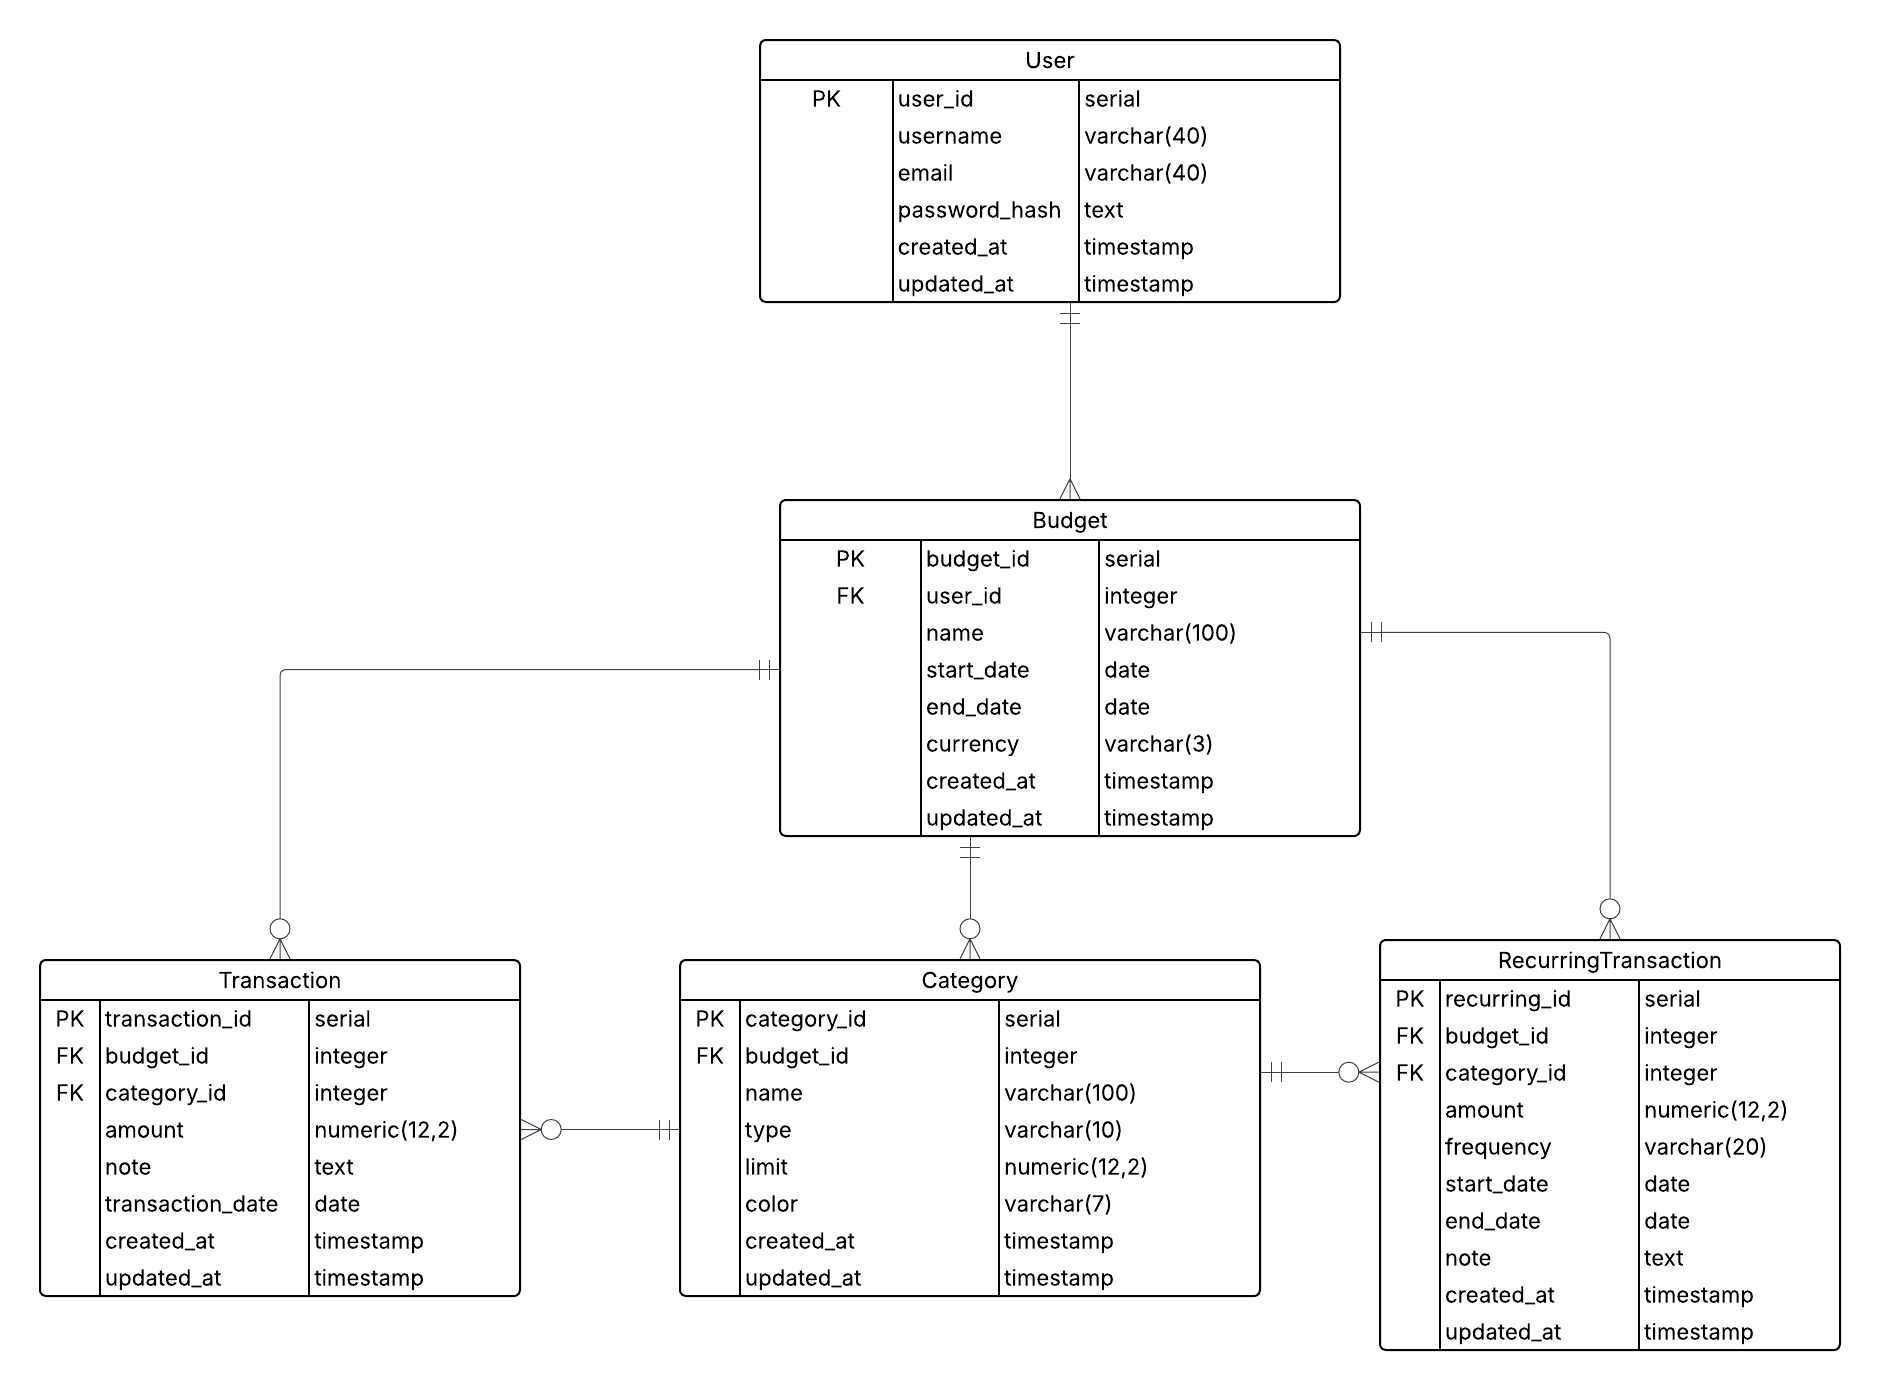 User
PK user_id serial
username varchar(40)
email varchar(40)
password_hash text
created_at timestamp
updated_at timestamp
Budget
PK budget_id serial
FK user_id integer
name varchar(100)
start_date date
end_date date
currency varchar(3)
created_at timestamp
updated_at timestamp
Transaction
PK transaction_id serial
FK budget_id integer
FK category_id integer
amount numeric(12,2)
note text
transaction_date date
created_at timestamp
updated_at timestamp
Category
PK category_id serial
FK budget_id integer
name varchar(100)
type varchar(10)
limit numeric(12,2)
color varchar(7)
created_at timestamp
updated_at timestamp
RecurringTransaction
PK recurring_id serial
FK budget_id integer
FK category_id integer
amount numeric(12,2)
frequency varchar(20)
start_date date
end_date date
note text
created_at timestamp
updated_at timestamp